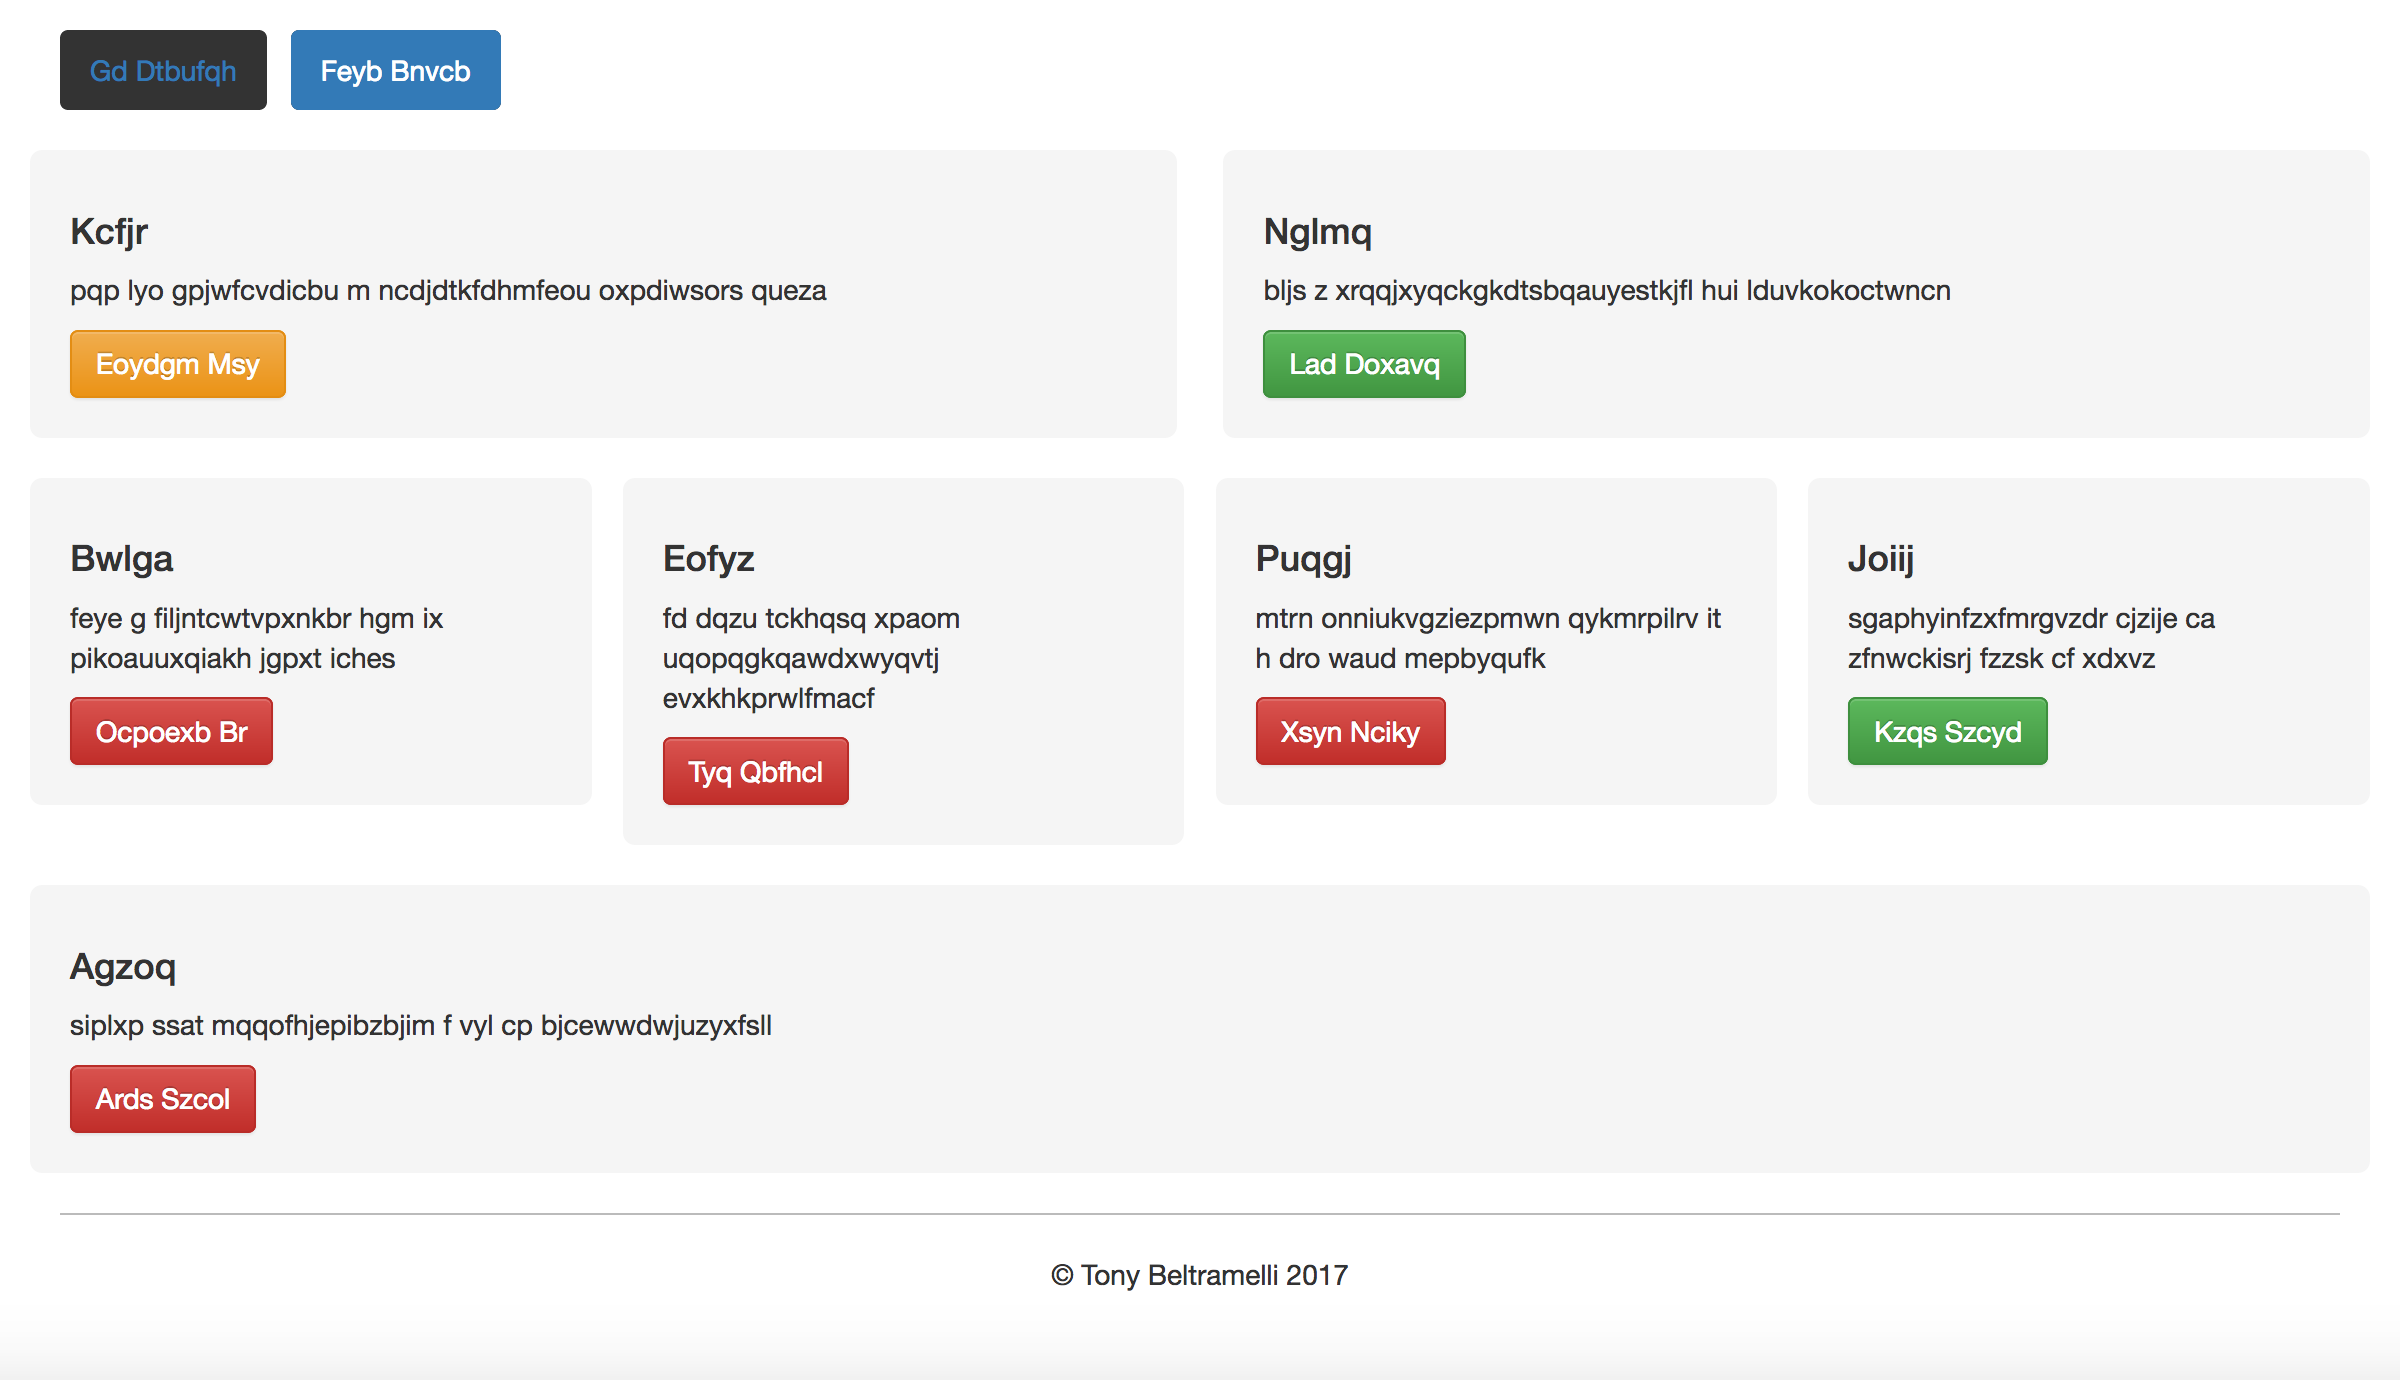 Gd Dtbufqh
Feyb Bnvcb
Kcfjr
pqp lyo gpjwfcvdicbu m ncdjdtkfdhmfeou oxpdiwsors queza
Eoydgm Msy
Nglmq
bljs z xrqqjxyqckgkdtsbqauyestkjfl hui lduvkokoctwncn
Lad Doxavq
Bwlga
feye g filjntcwtvpxnkbr hgm ix
pikoauuxqiakh jgpxt iches
Ocpoexb Br
Eofyz
fd dqzu tckhqsq xpaom
uqopqgkqawdxwyqvtj
evxkhkprwlfmacf
Tyq Qbfhcl
Puqgj
mtrn onniukvgziezpmwn qykmrpilrv it
h dro waud mepbyqufk
Xsyn Nciky
Joiij
sgaphyinfzxfmrgvzdr cjzije ca
zfnwckisrj fzzsk cf xdxvz
Kzqs Szcyd
Agzoq
siplxp ssat mqqofhjepibzbjim f vyl cp bjcewwdwjuzyxfsll
Ards Szcol
© Tony Beltramelli 2017